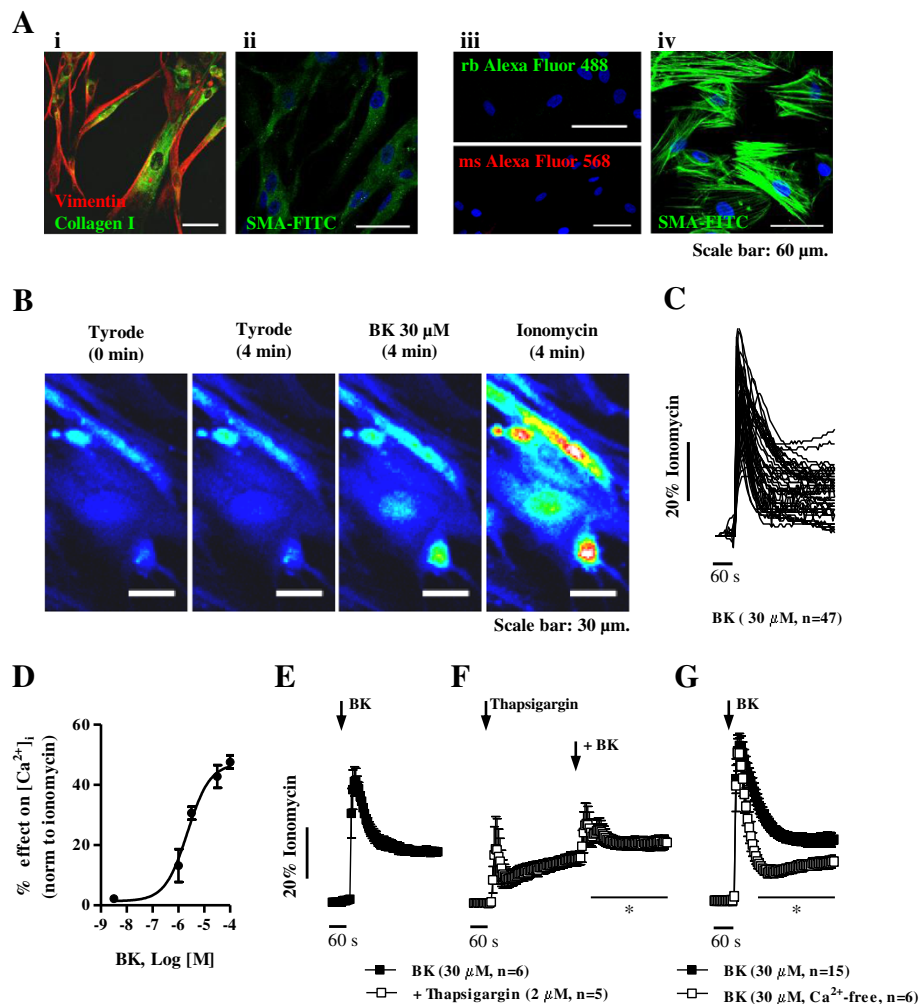 A
i
ii
iii
iv
Vimentin
Collagen I
SMA-FITC
rb Alexa Fluor 488
ms Alexa Fluor 568
SMA-FITC
Scale bar: 60 µm.
B
Tyrode
(0 min)
Tyrode
(4 min)
BK 30 µM
(4 min)
Ionomycin
(4 min)
Scale bar: 30 µm.
C
20% Ionomycin
60 s
BK ( 30 µM, n=47)
D
% effect on [Ca²⁺]i
(norm to ionomycin)
60
40
20
0
-9 -8 -7 -6 -5 -4
BK, Log [M]
E
BK
20% Ionomycin
60 s
F
Thapsigargin
+ BK
*
60 s
BK (30 µM, n=6)
+ Thapsigargin (2 µM, n=5)
G
BK
*
60 s
BK (30 µM, n=15)
BK (30 µM, Ca²⁺-free, n=6)